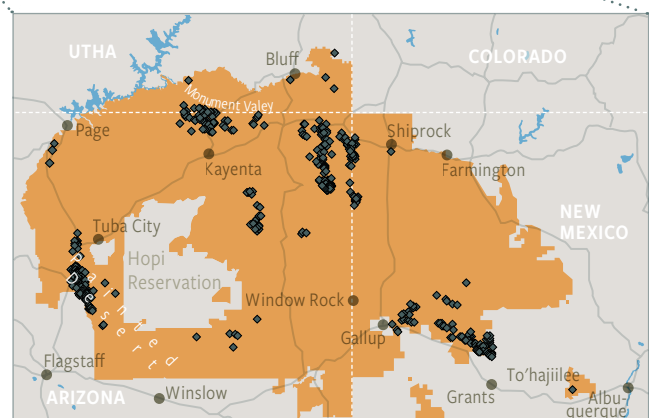 UTHA
COLORADO
Bluff
Monument Valey
Page
Shiprock
Kayenta
Farmington
Tuba City
NEW
MEXICO
Hopi
Reservation
Painted
Desert
Window Rock
Gallup
Flagstaff
To'hajiilee
ARIZONA
Winslow
Grants
Albu-
querque